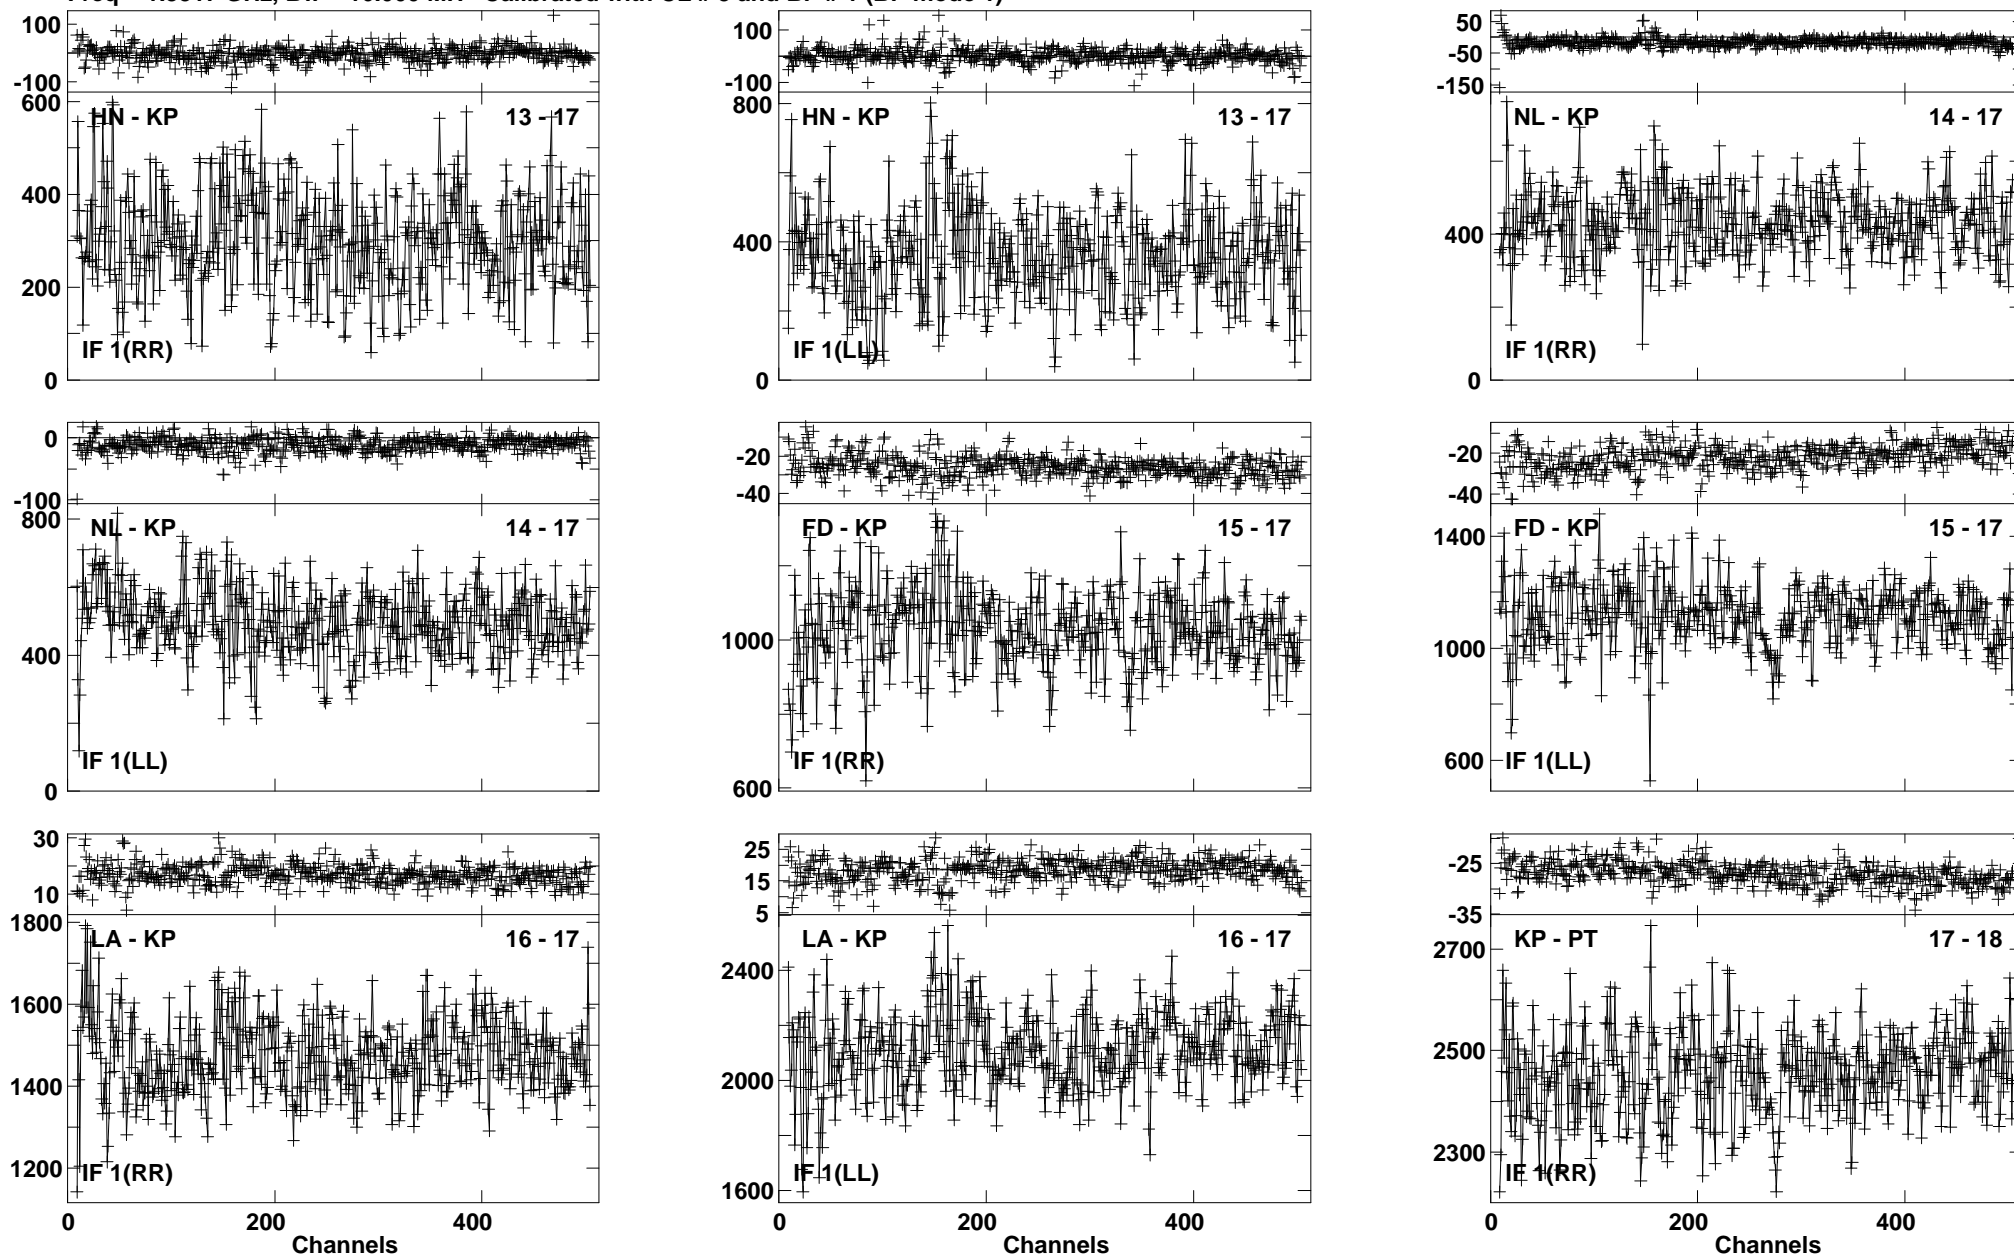 100
-100
600
400
200
0
HN - KP
13 - 17
IF 1(RR)
100
-100
800
400
0
HN - KP
13 - 17
IF 1(LL)
50
-50
-150
400
0
NL - KP
14 - 17
IF 1(RR)
0
-100
800
400
0
NL - KP
14 - 17
IF 1(LL)
-20
-40
1000
600
FD - KP
15 - 17
IF 1(RR)
-20
-40
1400
1000
600
FD - KP
15 - 17
IF 1(LL)
30
10
1800
1600
1400
1200
LA - KP
16 - 17
IF 1(RR)
0 200 400
Channels
25
15
5
2400
2000
1600
LA - KP
16 - 17
IF 1(LL)
0 200 400
Channels
-25
-35
2700
2500
2300
KP - PT
17 - 18
IF 1(RR)
0 200 400
Channels